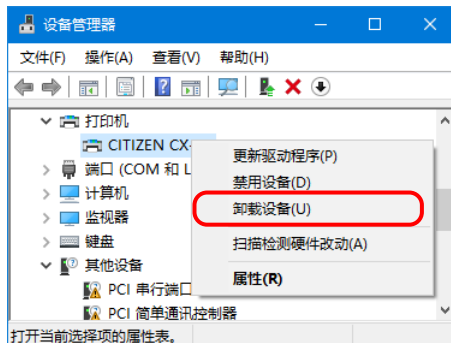 设备管理器
文件(F) 操作(A) 查看(V) 帮助(H)
打印机
CITIZEN CX-
端口 (COM 和 L
计算机
监视器
键盘
其他设备
PCI 串行端口
PCI 简单通讯控制器
更新驱动程序(P)
禁用设备(D)
卸载设备(U)
扫描检测硬件改动(A)
属性(R)
打开当前选择项的属性表。